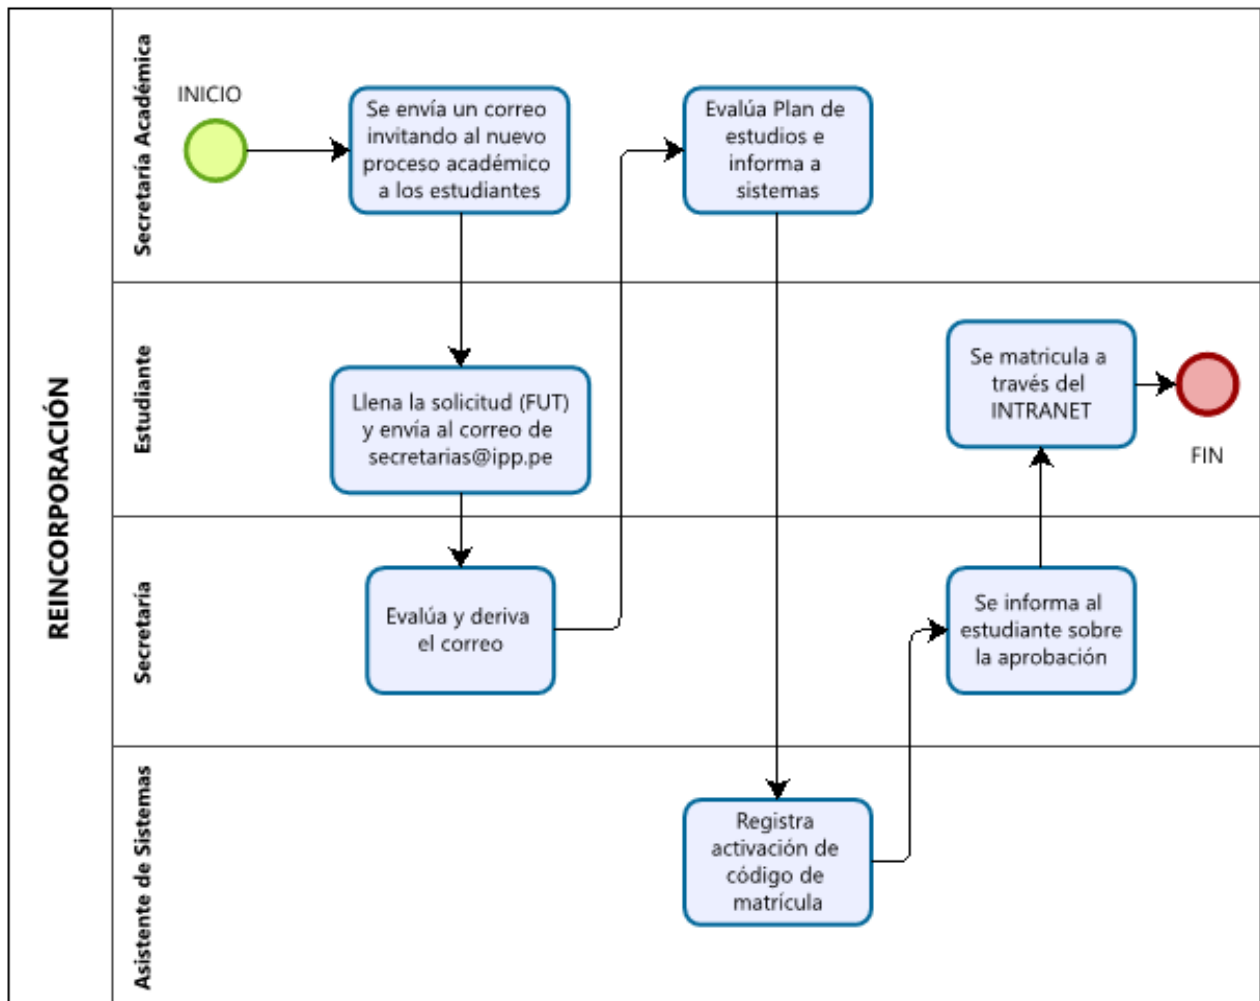 REINCORPORACIÓN
Secretaría Académica
INICIO
Se envía un correo
invitando al nuevo
proceso académico
a los estudiantes
Evalúa Plan de
estudios e
informa a
sistemas
Estudiante
Llena la solicitud (FUT)
y envia al correo de
secretarias@ipp.pe
Se matricula a
través del
INTRANET
FIN
Secretaría
Evalúa y deriva
el correo
Se informa al
estudiante sobre
la aprobación
Asistente de Sistemas
Registra
activación de
código de
matrícula